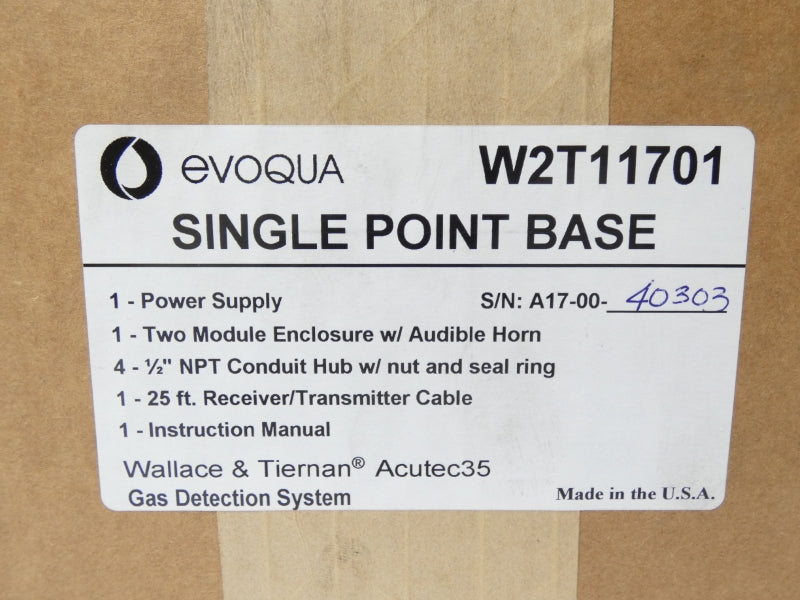 evoQUA W2T11701
SINGLE POINT BASE
1 - Power Supply S/N: A17-00-40303
1 - Two Module Enclosure w/ Audible Horn
4 - ½" NPT Conduit Hub w/ nut and seal ring
1 - 25 ft. Receiver/Transmitter Cable
1 - Instruction Manual
Wallace & Tiernan® Acutec35
Gas Detection System Made in the U.S.A.